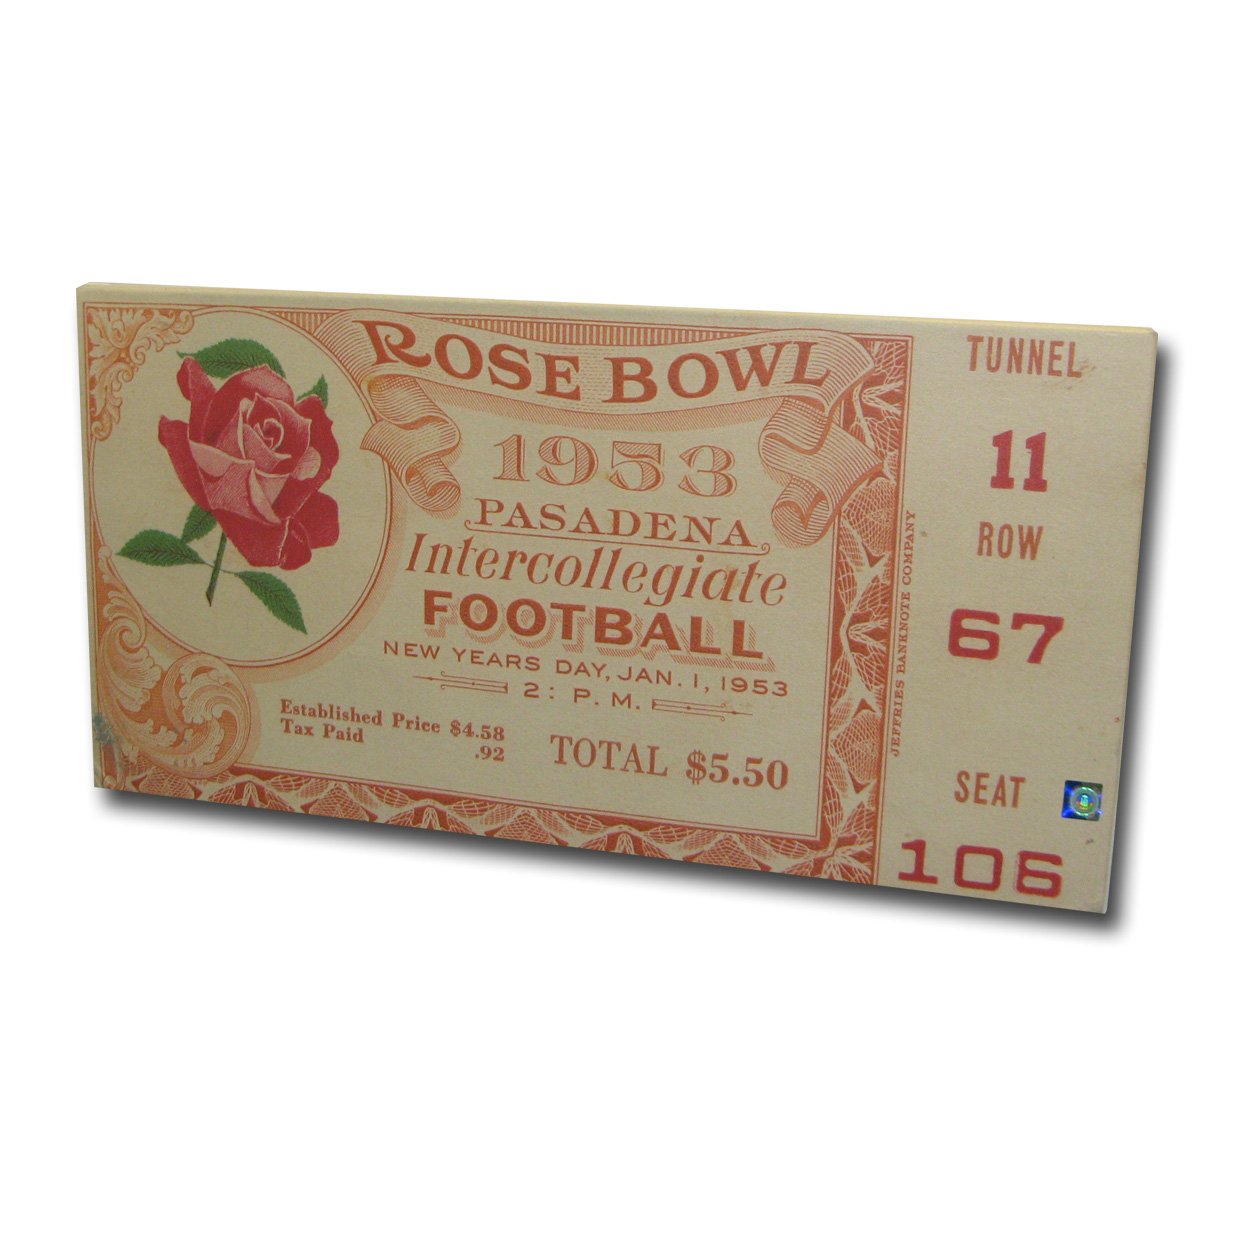 ROSE BOWL
1953
PASADENA
Intercollegiate
FOOTBALL
NEW YEARS DAY, JAN. 1, 1953
2: P. M.
Established Price $4.58
Tax Paid .92
TOTAL $5.50
JEFFRIES BANKNOTE COMPANY
TUNNEL
11
ROW
67
SEAT
106